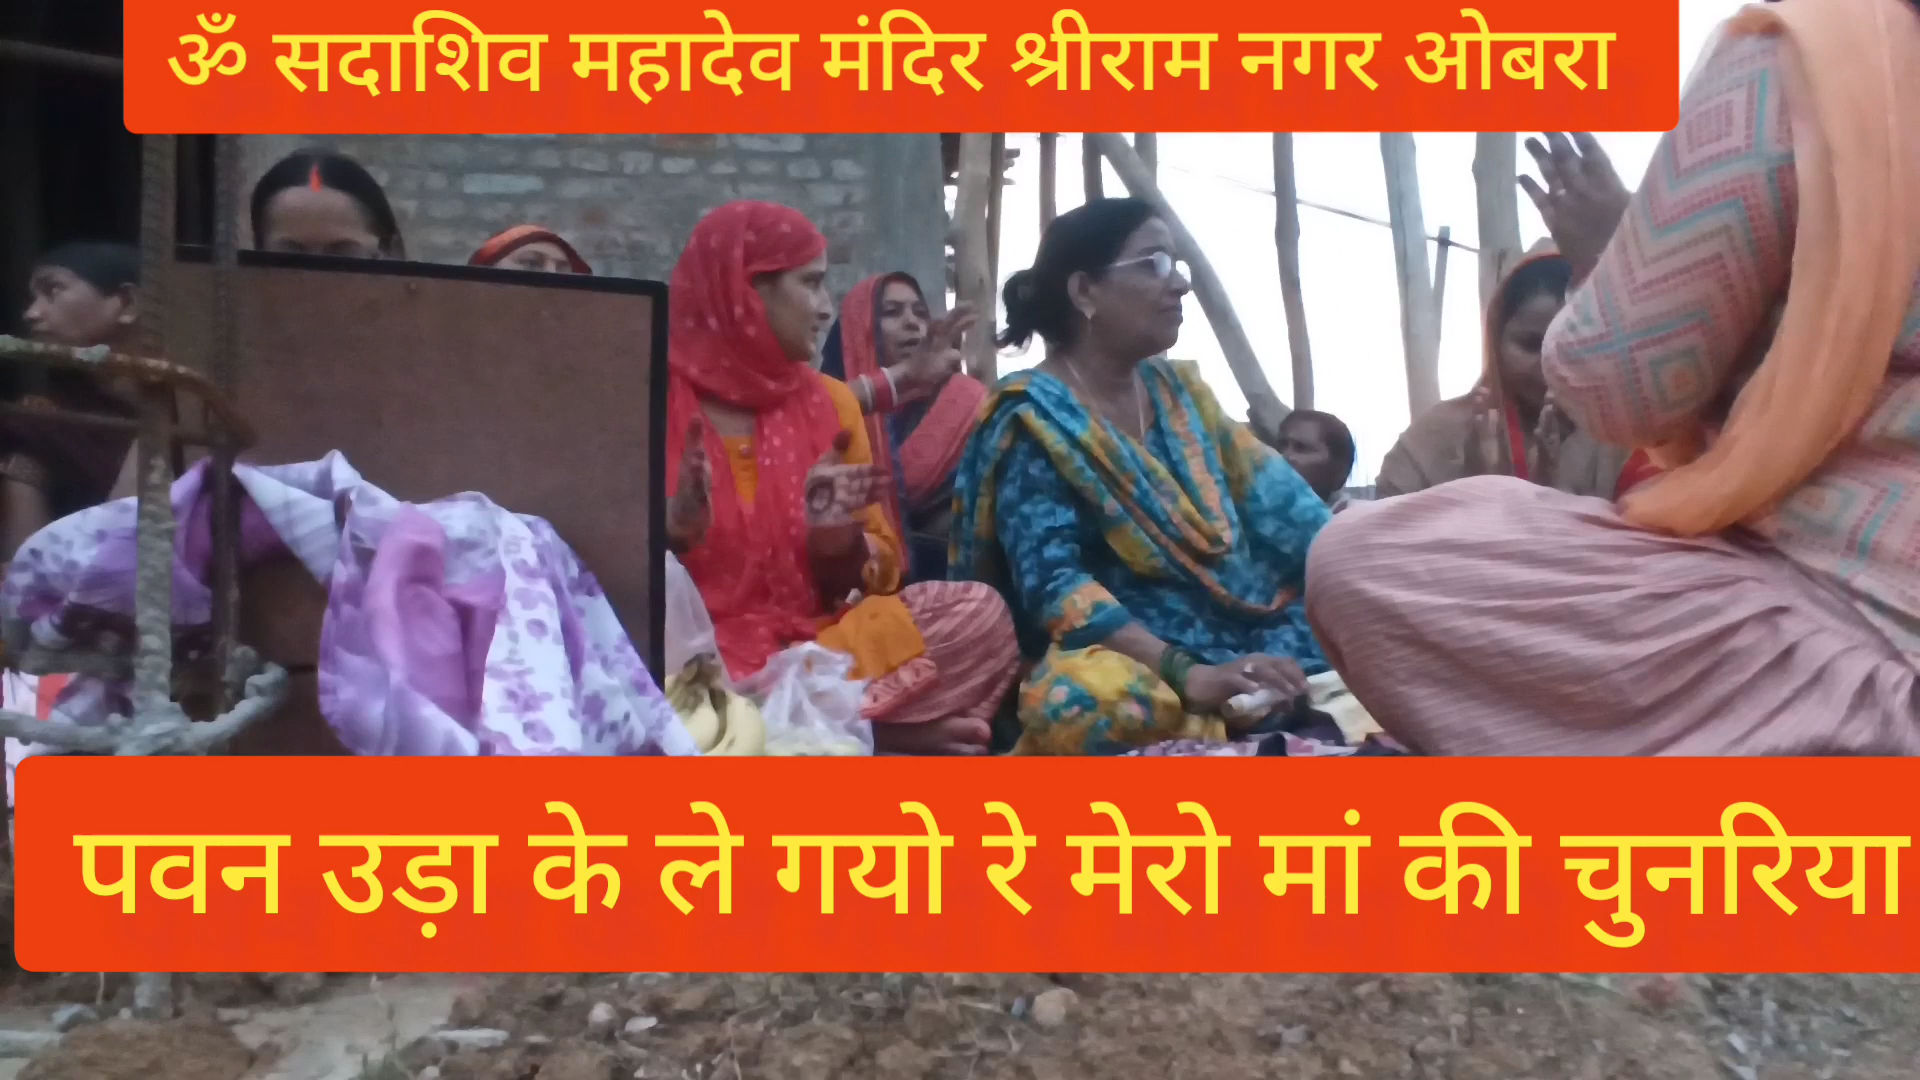 ॐ सदाशिव महादेव मंदिर श्रीराम नगर ओबरा
पवन उड़ा के ले गयो रे मेरो मां की चुनरिया